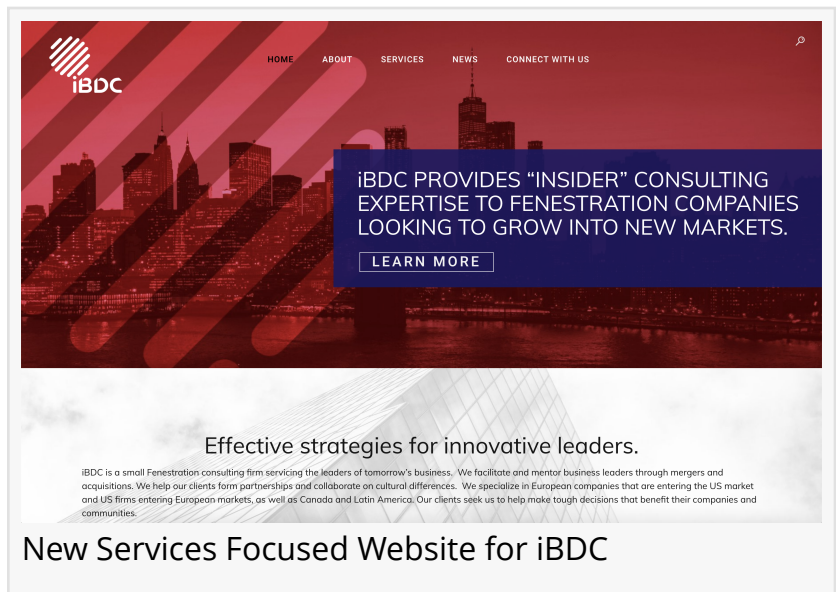 iBDC
HOME ABOUT SERVICES NEWS CONNECT WITH US
iBDC PROVIDES “INSIDER” CONSULTING
EXPERTISE TO FENESTRATION COMPANIES
LOOKING TO GROW INTO NEW MARKETS.
LEARN MORE
Effective strategies for innovative leaders.
iBDC is a small Fenestration consulting firm servicing the leaders of tomorrow's business. We facilitate and mentor business leaders through mergers and
acquisitions. We help our clients form partnerships and collaborate on cultural differences. We specialize in European companies that are entering the US market
and US firms entering European markets, as well as Canada and Latin America. Our clients seek us to help make tough decisions that benefit their companies and
communities.
New Services Focused Website for iBDC